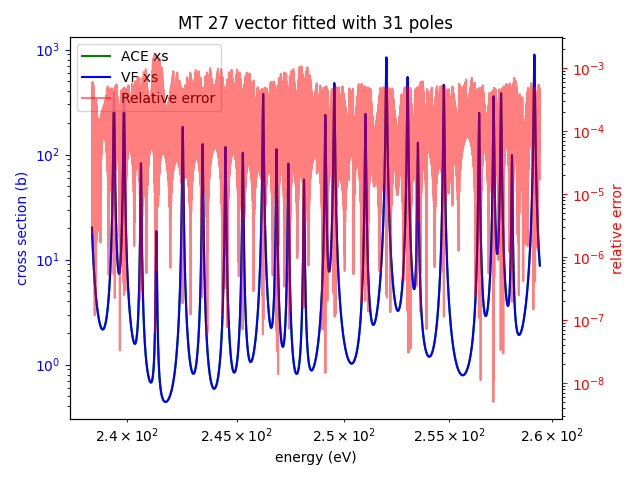 MT 27 vector fitted with 31 poles
ACE xs
VF xs
Relative error
cross section (b)
10³
10²
10¹
10⁰
relative error
10⁻³
10⁻⁴
10⁻⁵
10⁻⁶
10⁻⁷
10⁻⁸
2.4 × 10² 2.45 × 10² 2.5 × 10² 2.55 × 10² 2.6 × 10²
energy (eV)